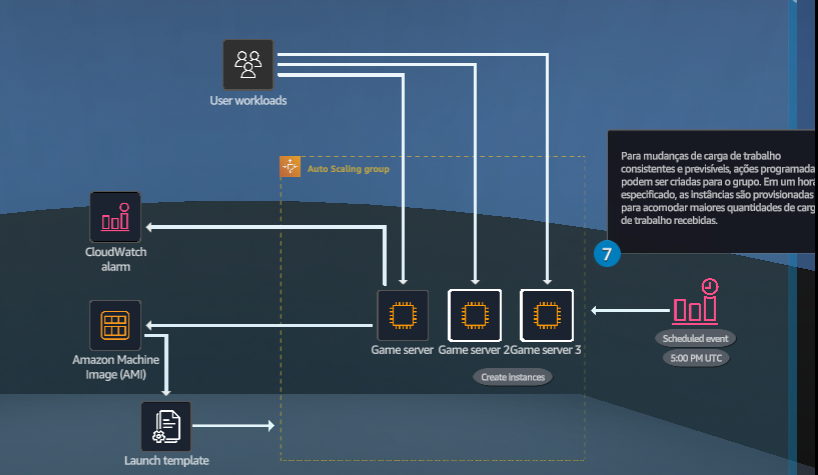 User workloads
Auto Scaling group
Para mudanças de carga de trabalho
consistentes e previsíveis, ações programada
podem ser criadas para o grupo. Em um horá
especificado, as instâncias são provisionadas
para acomodar maiores quantidades de carg
de trabalho recebidas.
7
CloudWatch
alarm
Game server
Game server 2
Game server 3
Scheduled event
5:00 PM UTC
Create instances
Amazon Machine
Image (AMI)
Launch template